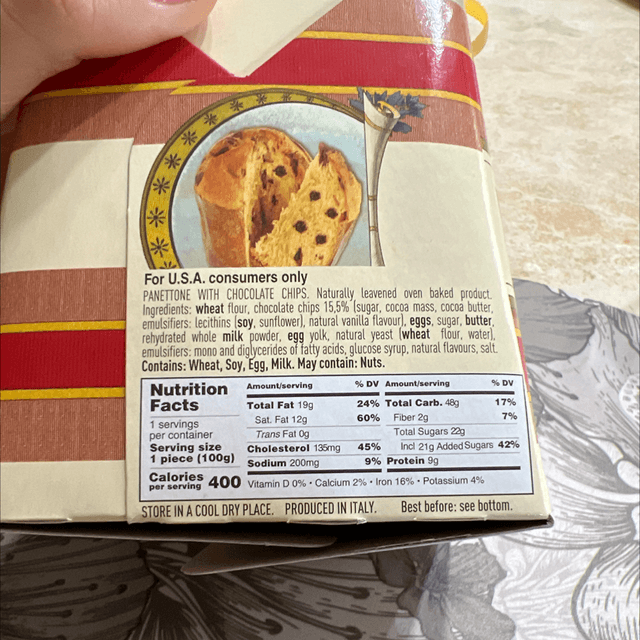 For U.S.A. consumers only
PANETTONE WITH CHOCOLATE CHIPS. Naturally leavened oven baked product.
Ingredients: wheat flour, chocolate chips 15,5% (sugar, cocoa mass, cocoa butter,
emulsifiers: lecithins (soy, sunflower), natural vanilla flavour), eggs, sugar, butter,
rehydrated whole milk powder, egg yolk, natural yeast (wheat flour, water),
emulsifiers: mono and diglycerides of fatty acids, glucose syrup, natural flavours, salt.
Contains: Wheat, Soy, Egg, Milk. May contain: Nuts.
Nutrition
Facts
1 servings
per container
Serving size
1 piece (100g)
Calories
per serving 400
Amount/serving % DV Amount/serving % DV
Total Fat 19g 24% Total Carb. 48g 17%
Sat. Fat 12g 60% Fiber 2g 7%
Trans Fat 0g Total Sugars 22g
Cholesterol 135mg 45% Incl 21g Added Sugars 42%
Sodium 200mg 9% Protein 9g
Vitamin D 0% • Calcium 2% • Iron 16% • Potassium 4%
STORE IN A COOL DRY PLACE. PRODUCED IN ITALY. Best before: see bottom.